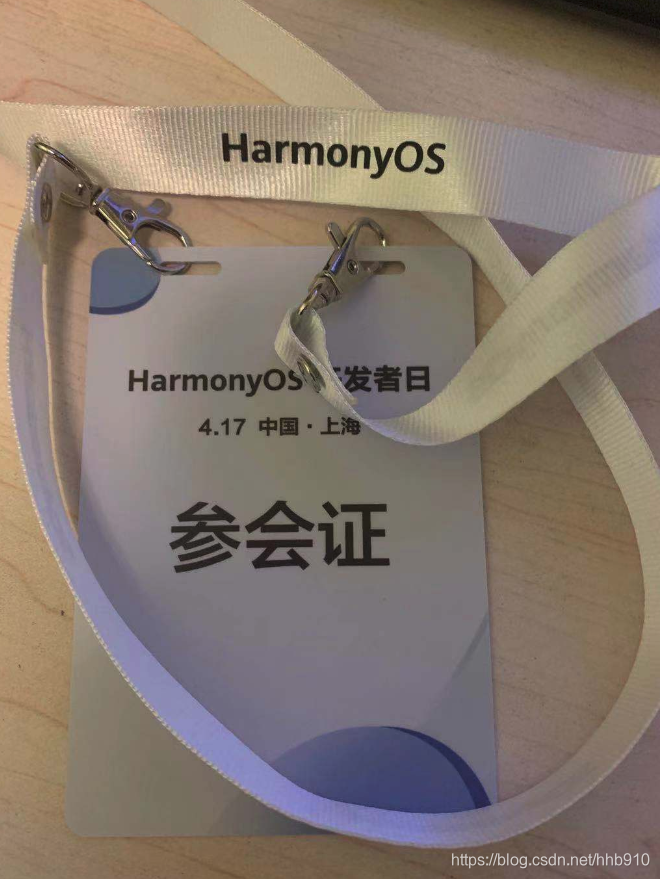 HarmonyOS
HarmonyOS 开发者日
4.17 中国·上海
参会证
https://blog.csdn.net/hhb910